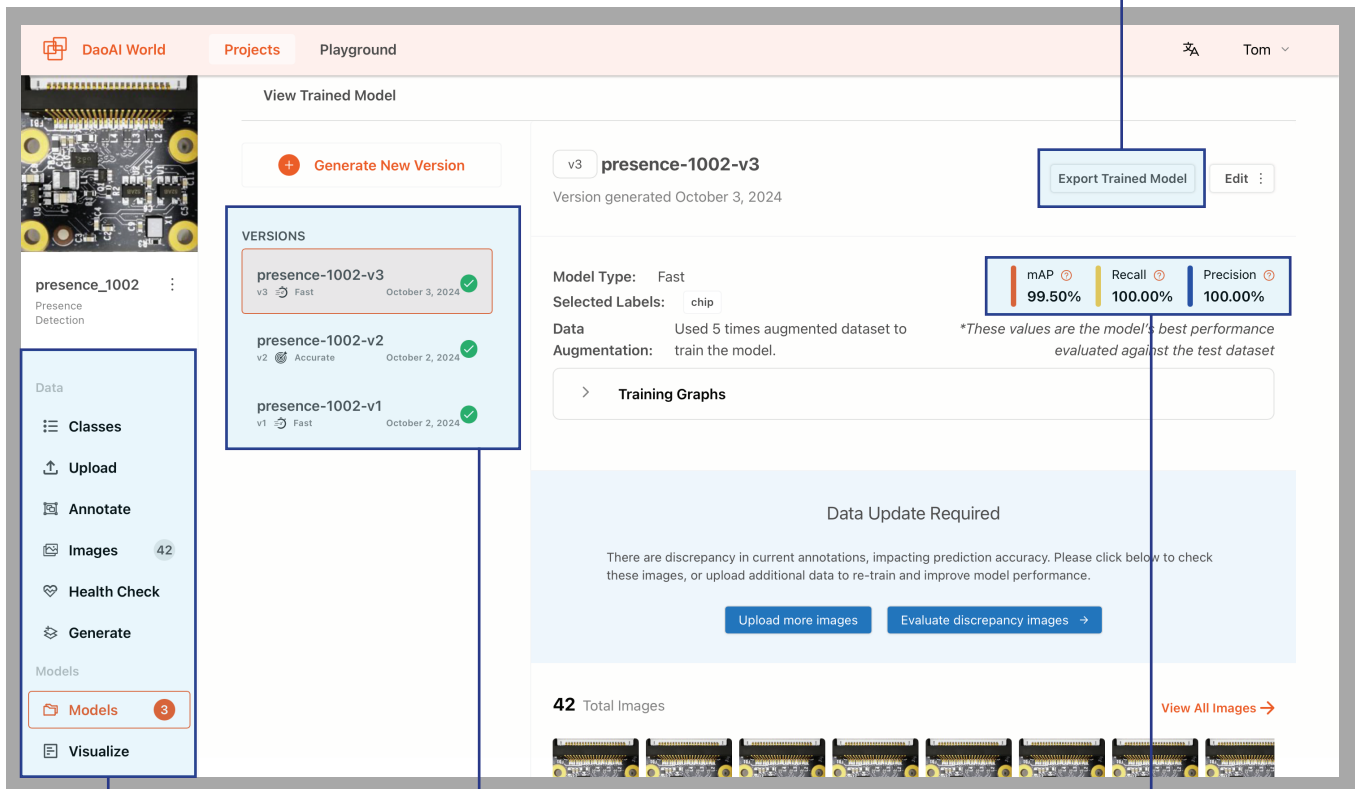 DaoAI World
Projects
Playground
Tom
View Trained Model
presence_1002
Presence
Detection
Data
Classes
Upload
Annotate
Images 42
Health Check
Generate
Models
Models 3
Visualize
Generate New Version
VERSIONS
presence-1002-v3
v3 Fast October 3, 2024
presence-1002-v2
v2 Accurate October 2, 2024
presence-1002-v1
v1 Fast October 2, 2024
v3 presence-1002-v3
Version generated October 3, 2024
Export Trained Model
Edit
Model Type: Fast
Selected Labels: chip
Data Used 5 times augmented dataset to
Augmentation: train the model.
mAP Recall Precision
99.50% 100.00% 100.00%
*These values are the model's best performance
evaluated against the test dataset
Training Graphs
Data Update Required
There are discrepancy in current annotations, impacting prediction accuracy. Please click below to check
these images, or upload additional data to re-train and improve model performance.
Upload more images
Evaluate discrepancy images
42 Total Images
View All Images